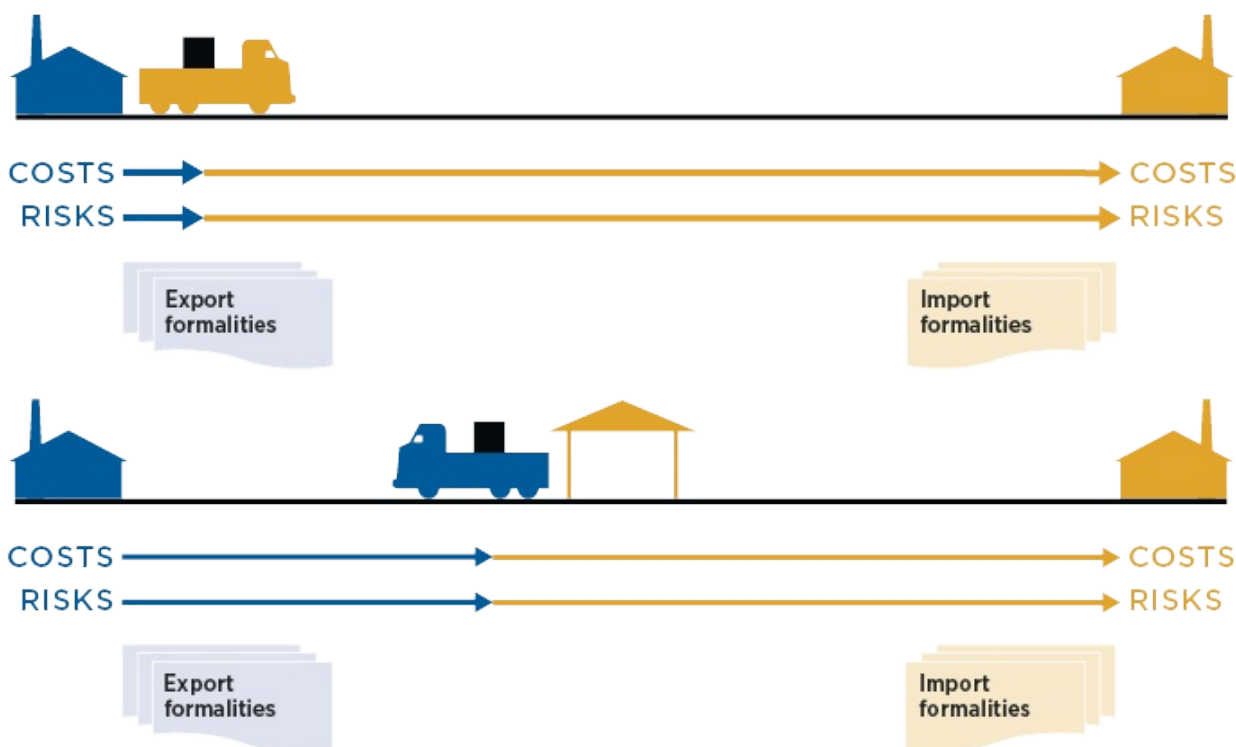 COSTS COSTS
RISKS RISKS
Export
formalities
Import
formalities
COSTS COSTS
RISKS RISKS
Export
formalities
Import
formalities